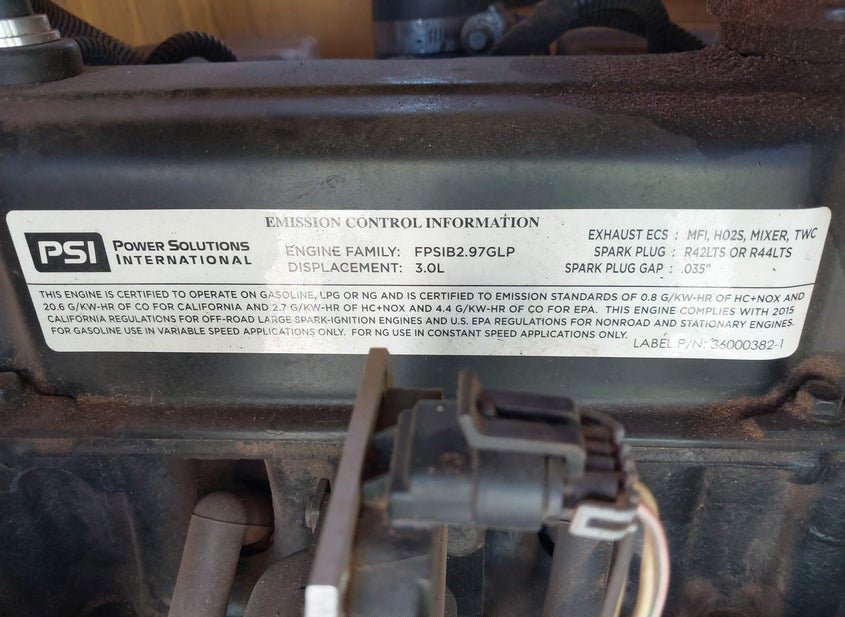 EMISSION CONTROL INFORMATION
PSI POWER SOLUTIONS
INTERNATIONAL
ENGINE FAMILY: FPSIB2.97GLP
DISPLACEMENT: 3.0L
EXHAUST ECS : MFI, HO2S, MIXER, TWC
SPARK PLUG : R42LTS OR R44LTS
SPARK PLUG GAP : .035"
THIS ENGINE IS CERTIFIED TO OPERATE ON GASOLINE, LPG OR NG AND IS CERTIFIED TO EMISSION STANDARDS OF 0.8 G/KW-HR OF HC+NOX AND
20.6 G/KW-HR OF CO FOR CALIFORNIA AND 2.7 G/KW-HR OF HC+NOX AND 4.4 G/KW-HR OF CO FOR EPA. THIS ENGINE COMPLIES WITH 2015
CALIFORNIA REGULATIONS FOR OFF-ROAD LARGE SPARK-IGNITION ENGINES AND U.S. EPA REGULATIONS FOR NONROAD AND STATIONARY ENGINES.
FOR GASOLINE USE IN VARIABLE SPEED APPLICATIONS ONLY. FOR NG USE IN CONSTANT SPEED APPLICATIONS ONLY.
LABEL P/N: 36000382-1